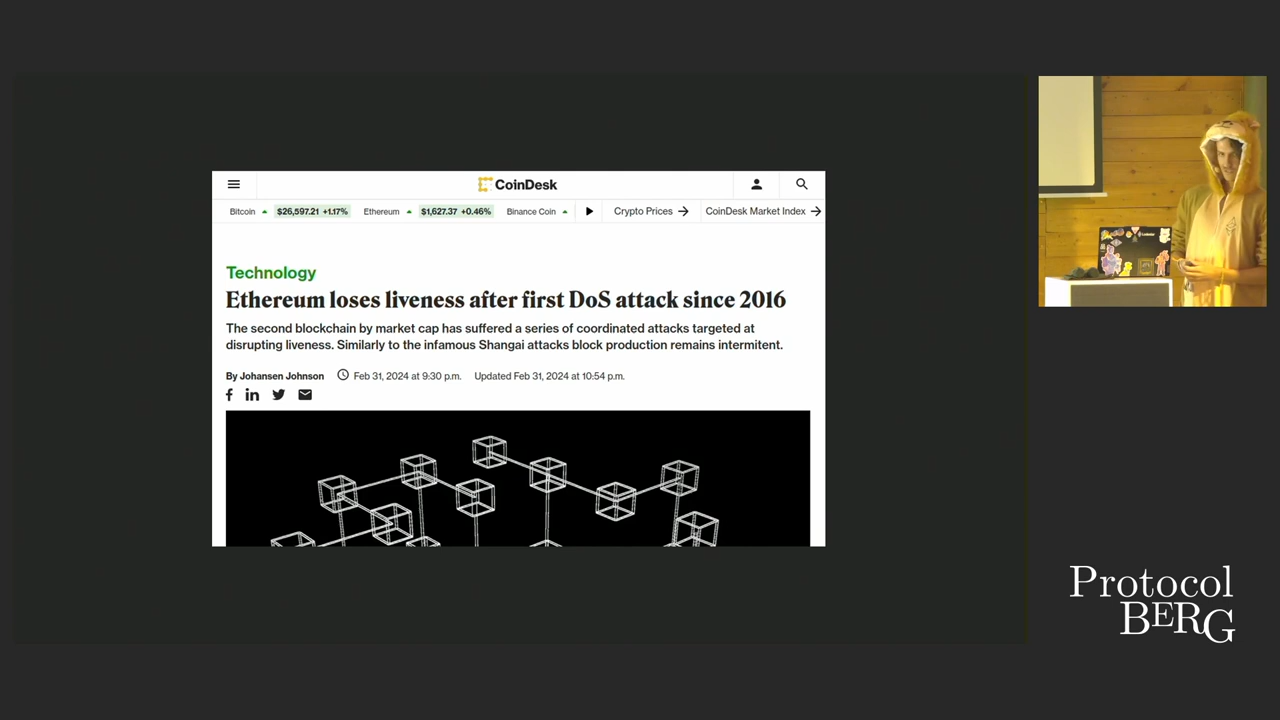 CoinDesk
Bitcoin $26,597.21 +1.17% Ethereum $1,627.37 +0.46% Binance Coin Crypto Prices CoinDesk Market Index
Technology
Ethereum loses liveness after first DoS attack since 2016
The second blockchain by market cap has suffered a series of coordinated attacks targeted at
disrupting liveness. Similarly to the infamous Shangai attacks block production remains intermitent.
By Johansen Johnson Feb 31, 2024 at 9:30 p.m. Updated Feb 31, 2024 at 10:54 p.m.
Protocol
BERG